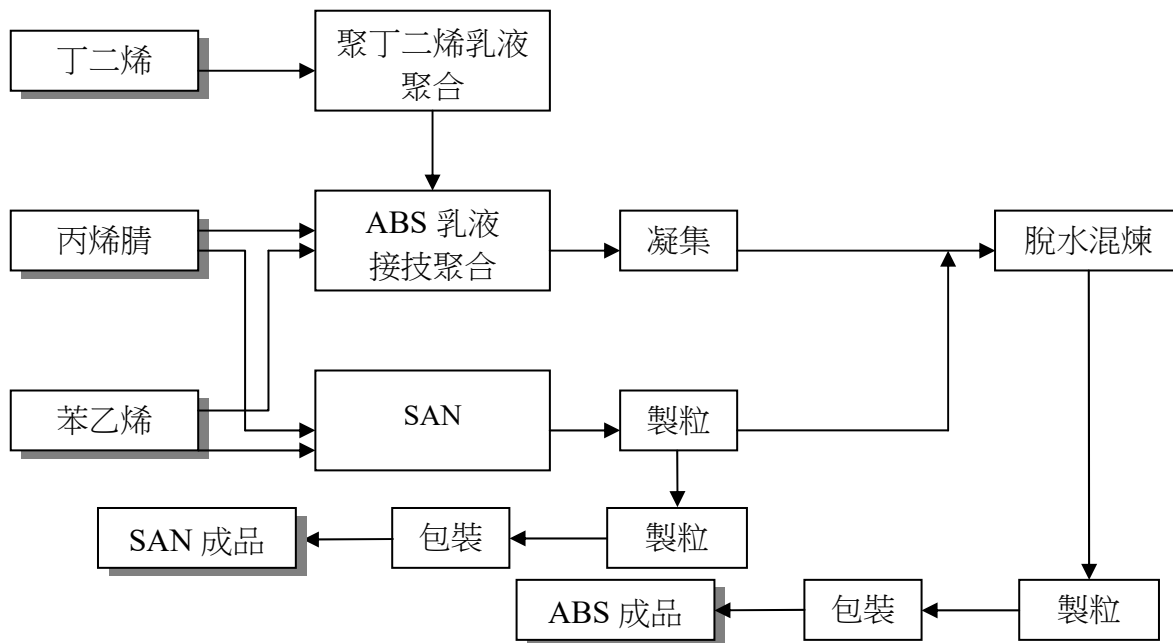 丁二烯
聚丁二烯乳液
聚合
丙烯腈
ABS 乳液
接技聚合
凝集
脫水混煉
苯乙烯
SAN
製粒
SAN 成品
包裝
製粒
ABS 成品
包裝
製粒